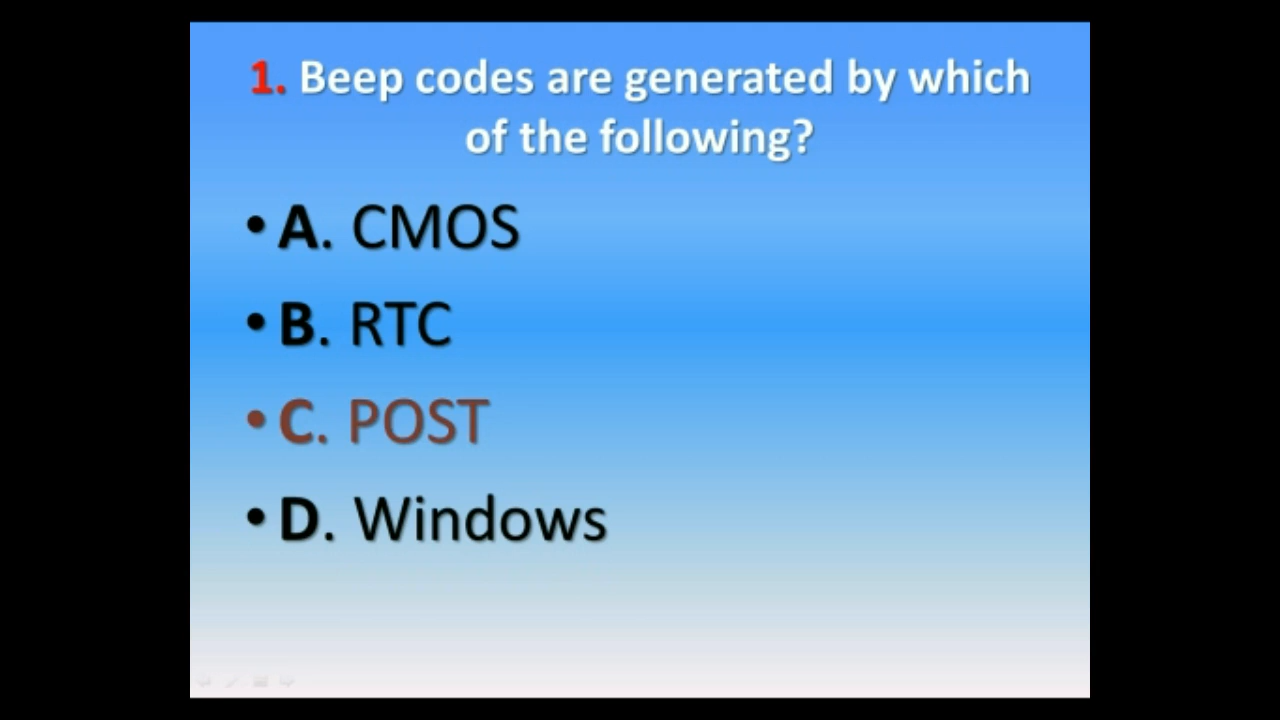 1. Beep codes are generated by which
of the following?
• A. CMOS
• B. RTC
• C. POST
• D. Windows